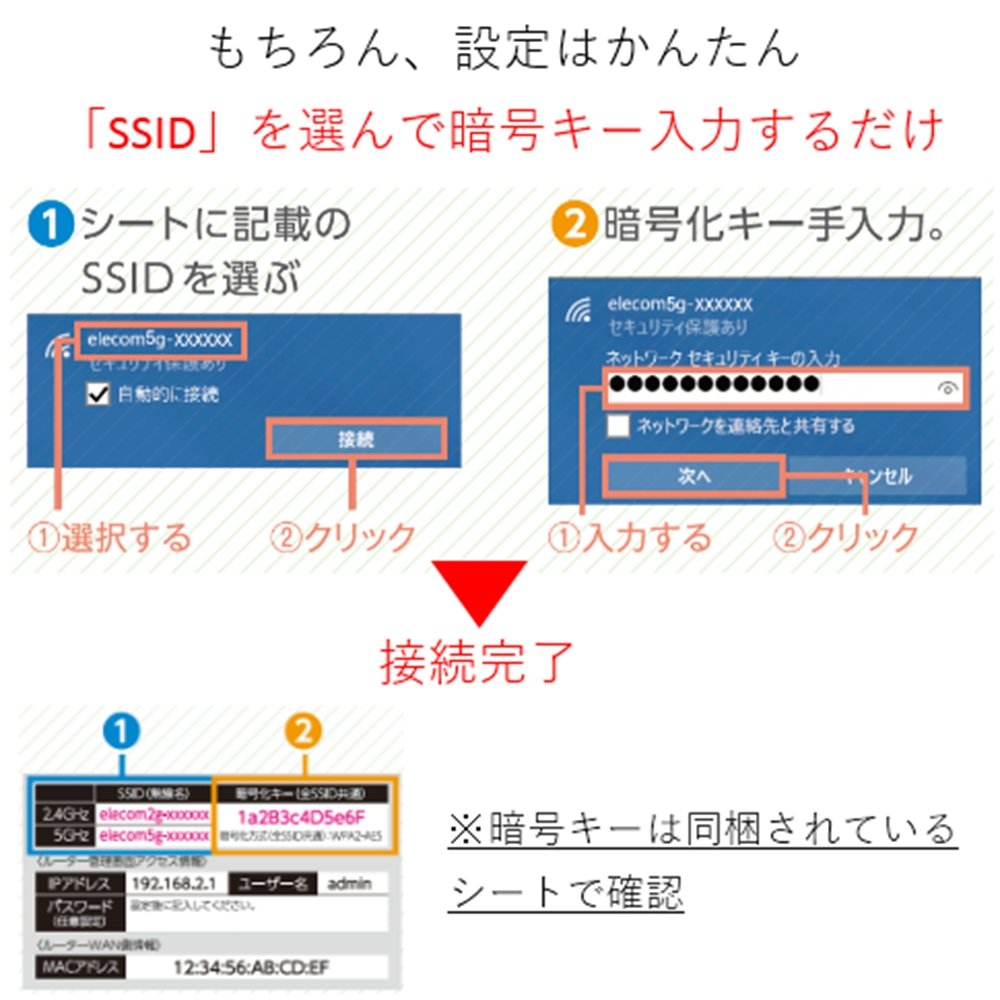 もちろん、設定はかんたん
「SSID」を選んで暗号キー入力するだけ
1 シートに記載の
SSIDを選ぶ
elecom5g-xxxxxx
セキュリティ保護あり
自動的に接続
接続
①選択する ②クリック
2 暗号化キー手入力。
elecom5g-xxxxxx
セキュリティ保護あり
ネットワーク セキュリティ キーの入力
●●●●●●●●●●●●
ネットワークを連絡先と共有する
次へ キャンセル
①入力する ②クリック
接続完了
1 2
SSID(無線名) 暗号化キー(全SSID共通)
2.4GHz elecom2g-xxxxxx 1a2B3c4D5e6F
5GHz elecom5g-xxxxxx 暗号化方式(全SSID共通):WPA2-AES
〈ルーター管理画面アクセス情報〉
IPアドレス 192.168.2.1 ユーザー名 admin
パスワード 設定後に記入してください。
(任意設定)
〈ルーターWAN側情報〉
MACアドレス 12:34:56:AB:CD:EF
※暗号キーは同梱されている
シートで確認